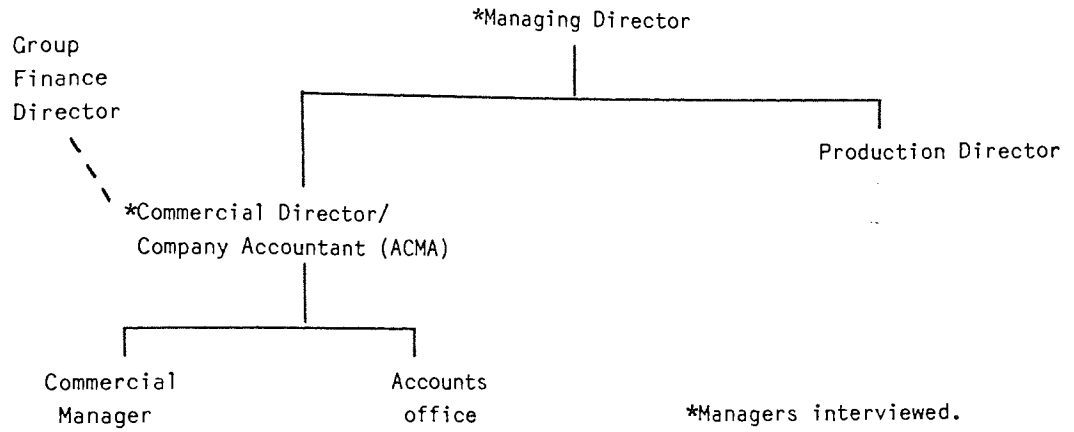 *Managing Director
Group
Finance
Director
Production Director
*Commercial Director/
Company Accountant (ACMA)
Commercial
Manager
Accounts
office
*Managers interviewed.